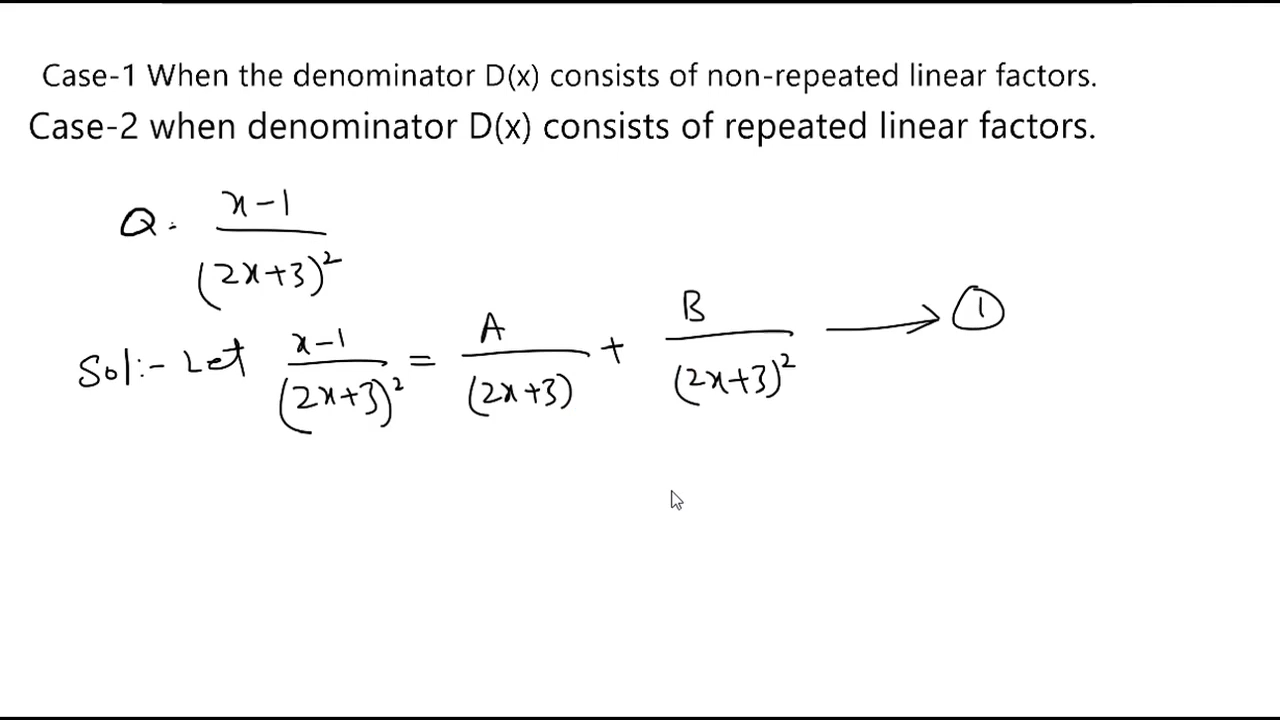 Case-1 When the denominator D(x) consists of non-repeated linear factors.
Case-2 when denominator D(x) consists of repeated linear factors.
Q. x-1/(2x+3)²
Sol:- Let x-1/(2x+3)² = A/(2x+3) + B/(2x+3)² ⟶ ①